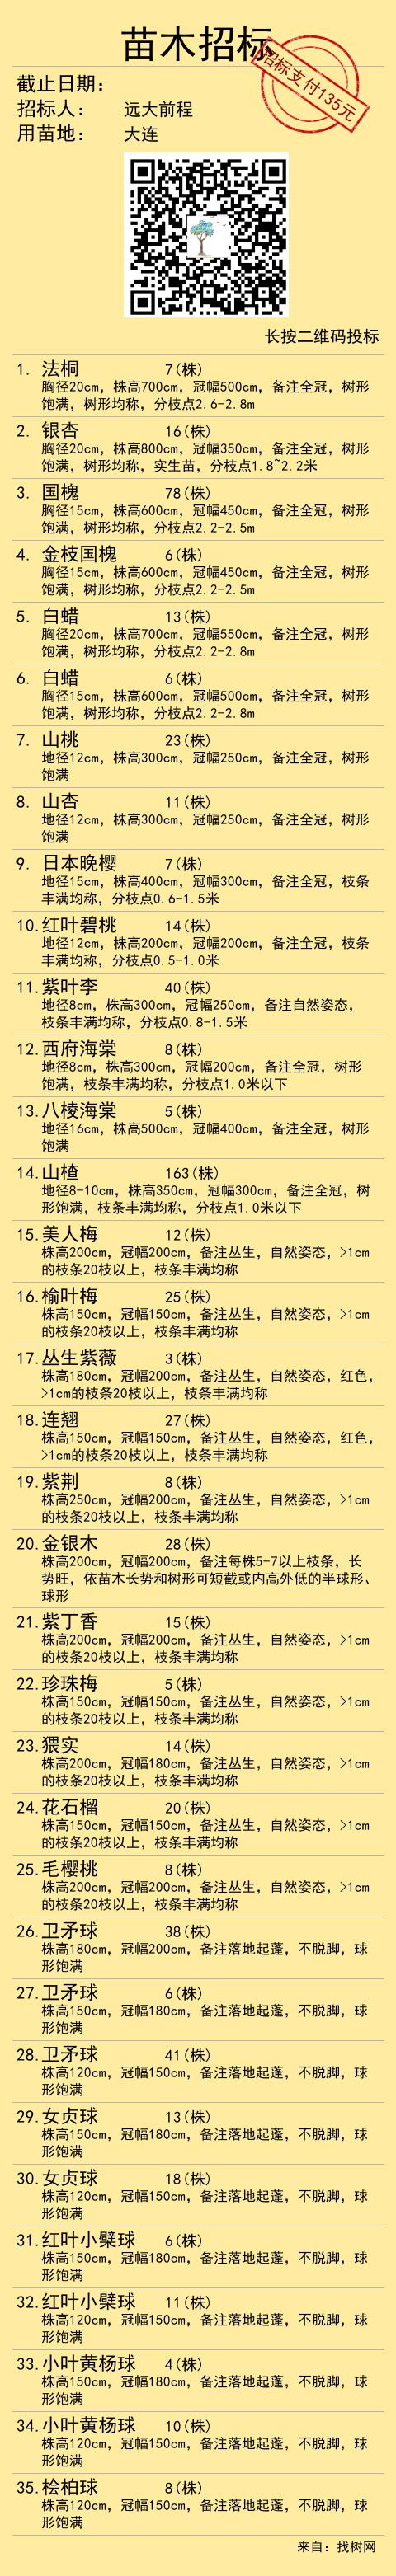 苗木招标
招标支付135元
截止日期：
招标人： 远大前程
用苗地： 大连
长按二维码投标
1. 法桐 7(株)
胸径20cm，株高700cm，冠幅500cm，备注全冠，树形
饱满，树形均称，分枝点2.6-2.8m
2. 银杏 16(株)
胸径20cm，株高800cm，冠幅350cm，备注全冠，树形
饱满，树形均称，实生苗，分枝点1.8~2.2米
3. 国槐 78(株)
胸径15cm，株高600cm，冠幅450cm，备注全冠，树形
饱满，树形均称，分枝点2.2-2.5m
4. 金枝国槐 6(株)
胸径15cm，株高600cm，冠幅450cm，备注全冠，树形
饱满，树形均称，分枝点2.2-2.5m
5. 白蜡 13(株)
胸径20cm，株高700cm，冠幅550cm，备注全冠，树形
饱满，树形均称，分枝点2.2-2.8m
6. 白蜡 6(株)
胸径15cm，株高600cm，冠幅500cm，备注全冠，树形
饱满，树形均称，分枝点2.2-2.8m
7. 山桃 23(株)
地径12cm，株高300cm，冠幅250cm，备注全冠，树形
饱满
8. 山杏 11(株)
地径12cm，株高300cm，冠幅250cm，备注全冠，树形
饱满
9. 日本晚樱 7(株)
地径15cm，株高400cm，冠幅300cm，备注全冠，枝条
丰满均称，分枝点0.6-1.5米
10. 红叶碧桃 14(株)
地径12cm，株高200cm，冠幅200cm，备注全冠，枝条
丰满均称，分枝点0.5-1.0米
11. 紫叶李 40(株)
地径8cm，株高300cm，冠幅250cm，备注自然姿态，
枝条丰满均称，分枝点0.8-1.5米
12. 西府海棠 8(株)
地径8cm，株高300cm，冠幅200cm，备注全冠，树形
饱满，枝条丰满均称，分枝点1.0米以下
13. 八棱海棠 5(株)
地径16cm，株高500cm，冠幅400cm，备注全冠，树形
饱满
14. 山楂 163(株)
地径8-10cm，株高350cm，冠幅300cm，备注全冠，树
形饱满，枝条丰满均称，分枝点1.0米以下
15. 美人梅 12(株)
株高200cm，冠幅200cm，备注丛生，自然姿态，>1cm
的枝条20枝以上，枝条丰满均称
16. 榆叶梅 25(株)
株高150cm，冠幅150cm，备注丛生，自然姿态，>1cm
的枝条20枝以上，枝条丰满均称
17. 丛生紫薇 3(株)
株高180cm，冠幅200cm，备注丛生，自然姿态，红色，
>1cm的枝条20枝以上，枝条丰满均称
18. 连翘 27(株)
株高150cm，冠幅150cm，备注丛生，自然姿态，红色，
>1cm的枝条20枝以上，枝条丰满均称
19. 紫荆 8(株)
株高250cm，冠幅200cm，备注丛生，自然姿态，>1cm
的枝条20枝以上，枝条丰满均称
20. 金银木 28(株)
株高200cm，冠幅200cm，备注每株5-7以上枝条，长
势旺，依苗木长势和树形可短截或内高外低的半球形、
球形
21. 紫丁香 15(株)
株高200cm，冠幅200cm，备注丛生，自然姿态，>1cm
的枝条20枝以上，枝条丰满均称
22. 珍珠梅 5(株)
株高150cm，冠幅150cm，备注丛生，自然姿态，>1cm
的枝条20枝以上，枝条丰满均称
23. 猥实 14(株)
株高200cm，冠幅180cm，备注丛生，自然姿态，>1cm
的枝条20枝以上，枝条丰满均称
24. 花石榴 20(株)
株高150cm，冠幅150cm，备注丛生，自然姿态，>1cm
的枝条20枝以上，枝条丰满均称
25. 毛樱桃 8(株)
株高200cm，冠幅200cm，备注丛生，自然姿态，>1cm
的枝条20枝以上，枝条丰满均称
26. 卫矛球 38(株)
株高180cm，冠幅200cm，备注落地起蓬，不脱脚，球
形饱满
27. 卫矛球 6(株)
株高150cm，冠幅180cm，备注落地起蓬，不脱脚，球
形饱满
28. 卫矛球 41(株)
株高120cm，冠幅150cm，备注落地起蓬，不脱脚，球
形饱满
29. 女贞球 13(株)
株高150cm，冠幅180cm，备注落地起蓬，不脱脚，球
形饱满
30. 女贞球 18(株)
株高120cm，冠幅150cm，备注落地起蓬，不脱脚，球
形饱满
31. 红叶小檗球 6(株)
株高150cm，冠幅180cm，备注落地起蓬，不脱脚，球
形饱满
32. 红叶小檗球 11(株)
株高120cm，冠幅150cm，备注落地起蓬，不脱脚，球
形饱满
33. 小叶黄杨球 4(株)
株高150cm，冠幅180cm，备注落地起蓬，不脱脚，球
形饱满
34. 小叶黄杨球 10(株)
株高120cm，冠幅150cm，备注落地起蓬，不脱脚，球
形饱满
35. 桧柏球 8(株)
株高120cm，冠幅150cm，备注落地起蓬，不脱脚，球
形饱满
来自：找树网